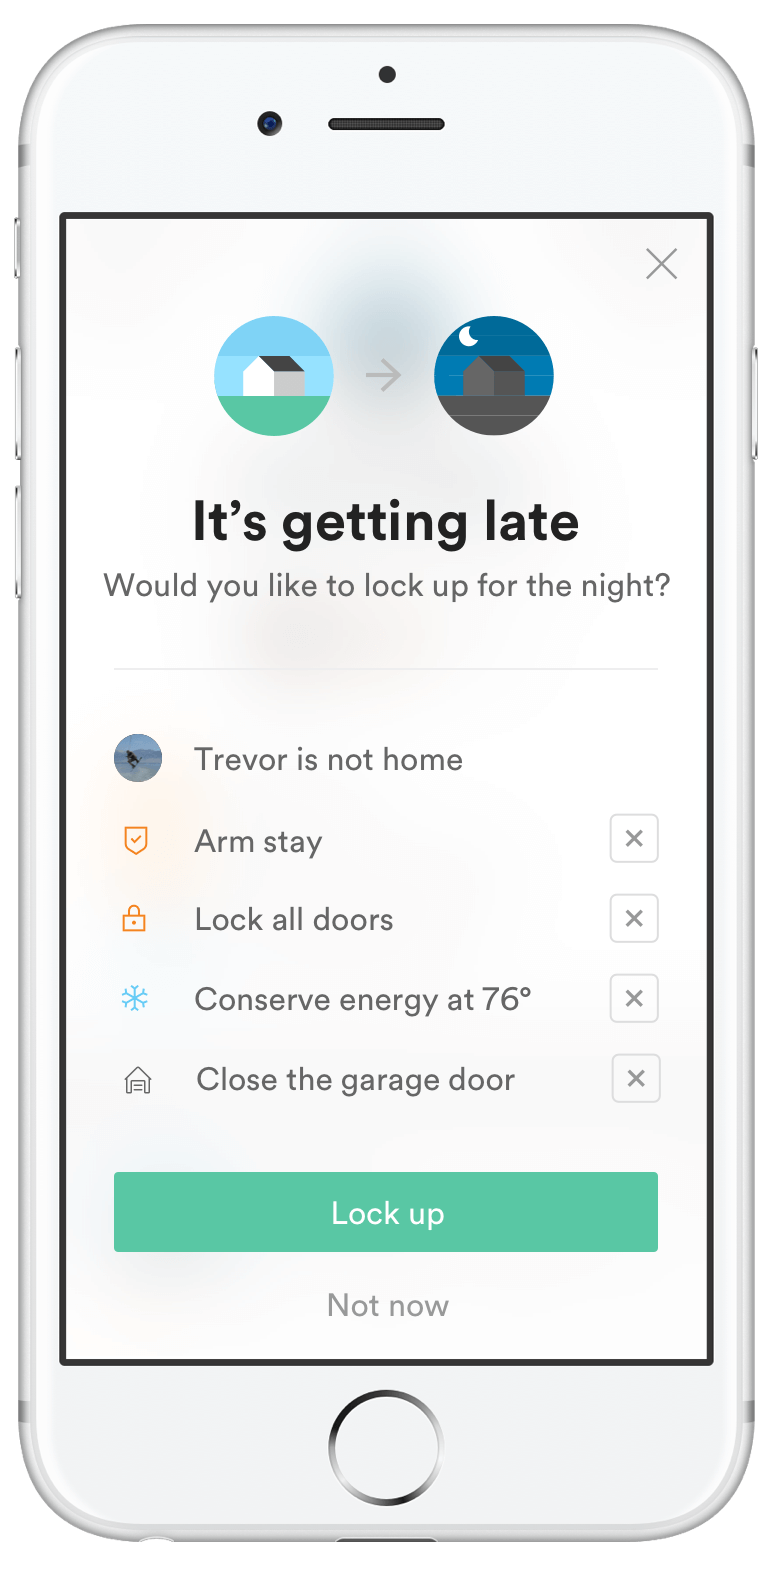 It’s getting late
Would you like to lock up for the night?
Trevor is not home
Arm stay
Lock all doors
Conserve energy at 76°
Close the garage door
Lock up
Not now